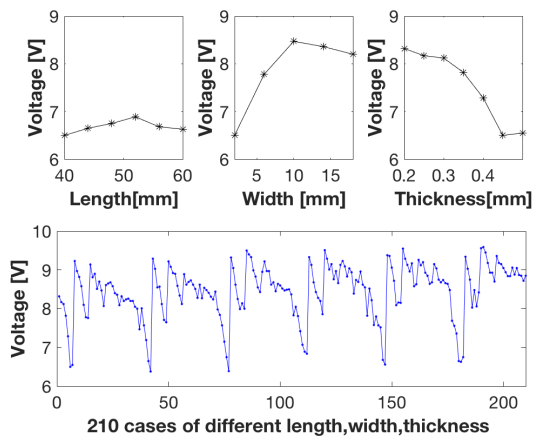 9
8
7
6
Voltage [V]
40 50 60
Length[mm]
9
8
7
6
Voltage [V]
5 10 15
Width [mm]
9
8
7
6
Voltage [V]
0.2 0.3 0.4
Thickness[mm]
10
9
8
7
6
Voltage [V]
0 50 100 150 200
210 cases of different length,width,thickness